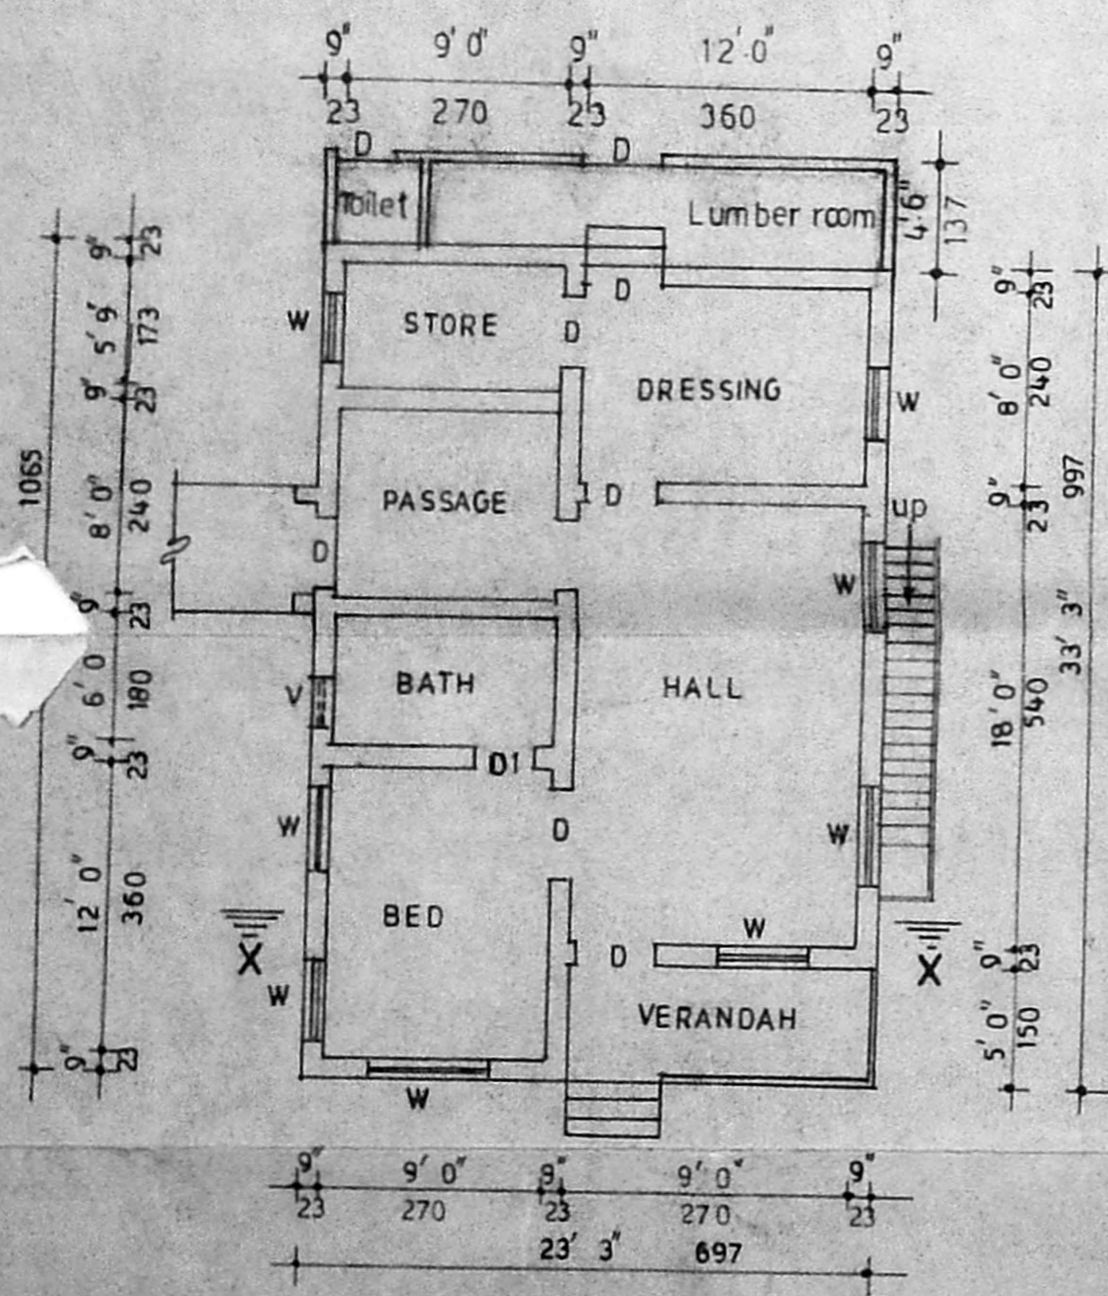 9" 9' 0" 9" 12'-0" 9"
23 270 23 360 23
D D
Toilet Lumber room 4'6" 137
9" 23
9" 23
D
5' 9' 173
W STORE D
8' 0" 240
DRESSING W
9" 23
1065 997
8' 0" 240
PASSAGE D up
9" 23
D
W
9" 23
33' 3"
6' 0 180
V BATH HALL
18' 0" 540
9" 23
D1
W D W
12' 0" 360
BED
W
X X
D
9" 23
W
VERANDAH
5' 0" 150
9" 23
W
9" 9' 0" 9" 9' 0" 9"
23 270 23 270 23
23' 3" 697